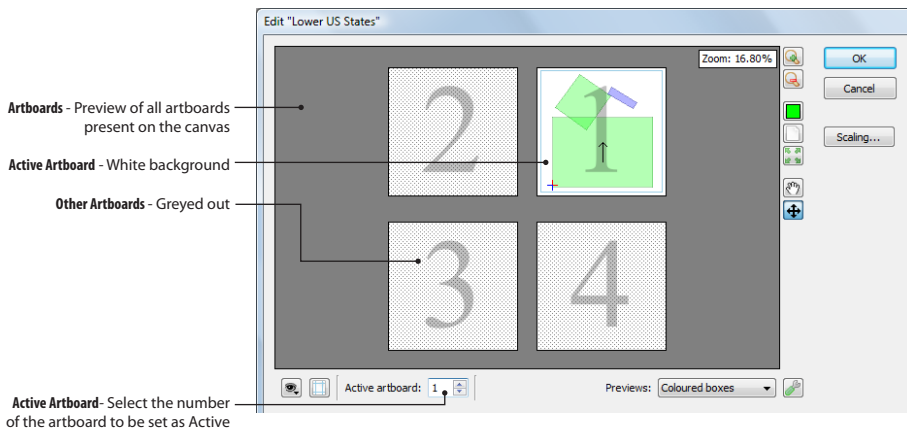 Edit "Lower US States"
Zoom: 16.80%
OK
Cancel
Scaling...
2
1
3
4
Artboards - Preview of all artboards
present on the canvas
Active Artboard - White background
Other Artboards - Greyed out
Active artboard: 1
Previews: Coloured boxes
Active Artboard- Select the number
of the artboard to be set as Active